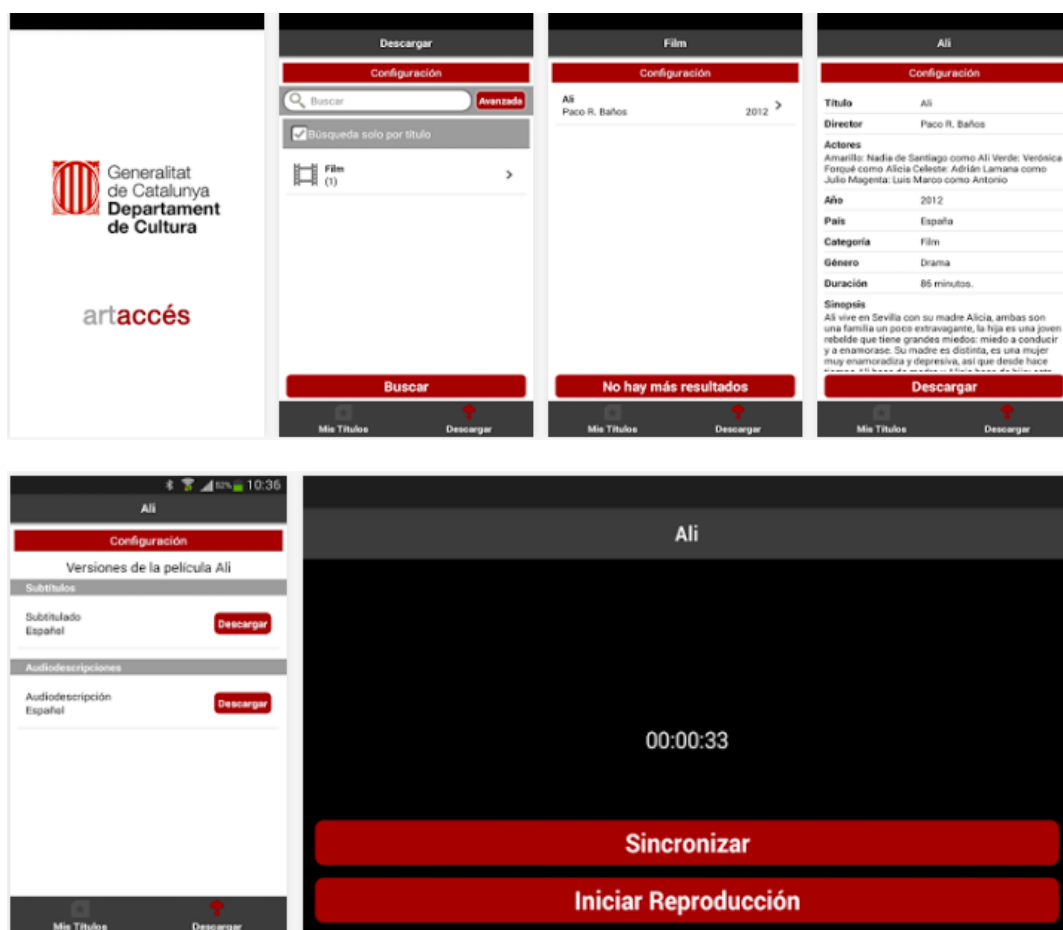 Generalitat
de Catalunya
Departament
de Cultura
artaccés
Descargar
Configuración
Buscar
Avanzada
Búsqueda solo por título
Film
(1)
Buscar
Mis Títulos
Descargar
Film
Configuración
Ali
Paco R. Baños
2012
No hay más resultados
Mis Títulos
Descargar
Ali
Configuración
Título Ali
Director Paco R. Baños
Actores
Amarillo: Nadia de Santiago como Ali Verde: Verónica
Forqué como Alicia Celeste: Adrián Lamana como
Julio Magenta: Luis Marco como Antonio
Año 2012
País España
Categoría Film
Género Drama
Duración 85 minutos.
Sinopsis
Ali vive en Sevilla con su madre Alicia, ambas son
una familia un poco extravagante, la hija es una joven
rebelde que tiene grandes miedos: miedo a conducir
y a enamorase. Su madre es distinta, es una mujer
muy enamoradiza y depresiva, así que desde hace
Descargar
Mis Títulos
Descargar
52% 10:36
Ali
Configuración
Versiones de la película Ali
Subtítulos
Subtitulado
Español
Descargar
Audiodescripciones
Audiodescripción
Español
Descargar
Mis Títulos
Descargar
Ali
00:00:33
Sincronizar
Iniciar Reproducción